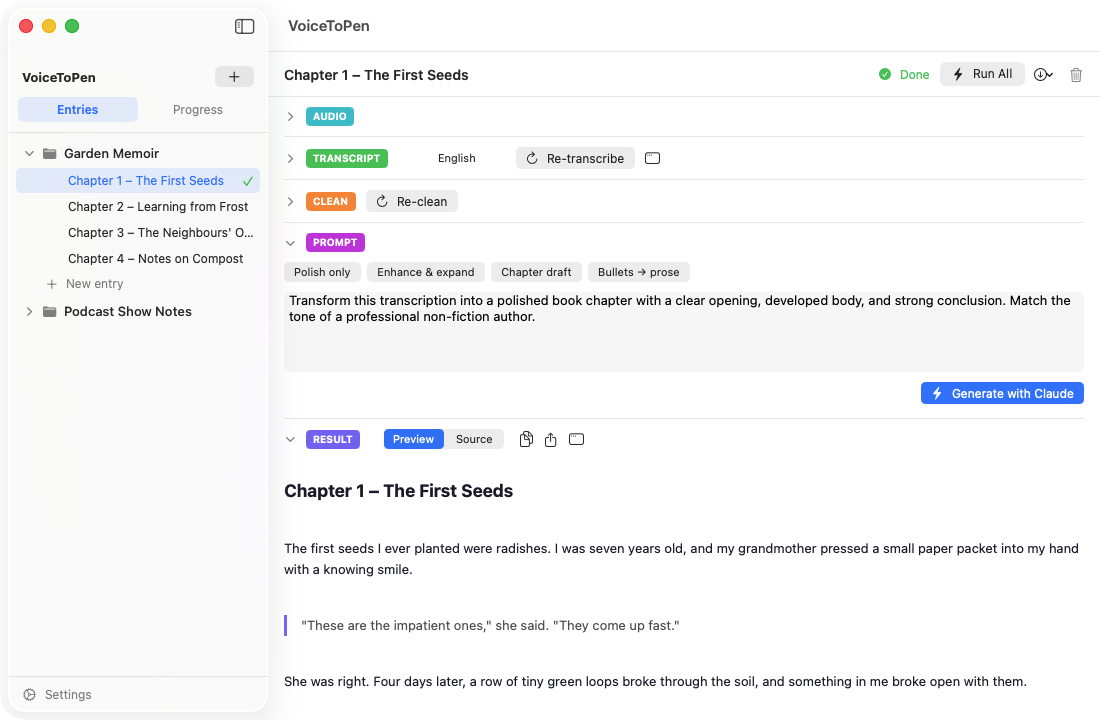 VoiceToPen
VoiceToPen
Entries
Progress
Garden Memoir
Chapter 1 – The First Seeds
Chapter 2 – Learning from Frost
Chapter 3 – The Neighbours' O...
Chapter 4 – Notes on Compost
New entry
Podcast Show Notes
Settings
Chapter 1 – The First Seeds
Done
Run All
AUDIO
TRANSCRIPT
English
Re-transcribe
CLEAN
Re-clean
PROMPT
Polish only
Enhance & expand
Chapter draft
Bullets → prose
Transform this transcription into a polished book chapter with a clear opening, developed body, and strong conclusion. Match the
tone of a professional non-fiction author.
Generate with Claude
RESULT
Preview
Source
Chapter 1 – The First Seeds
The first seeds I ever planted were radishes. I was seven years old, and my grandmother pressed a small paper packet into my hand
with a knowing smile.
"These are the impatient ones," she said. "They come up fast."
She was right. Four days later, a row of tiny green loops broke through the soil, and something in me broke open with them.